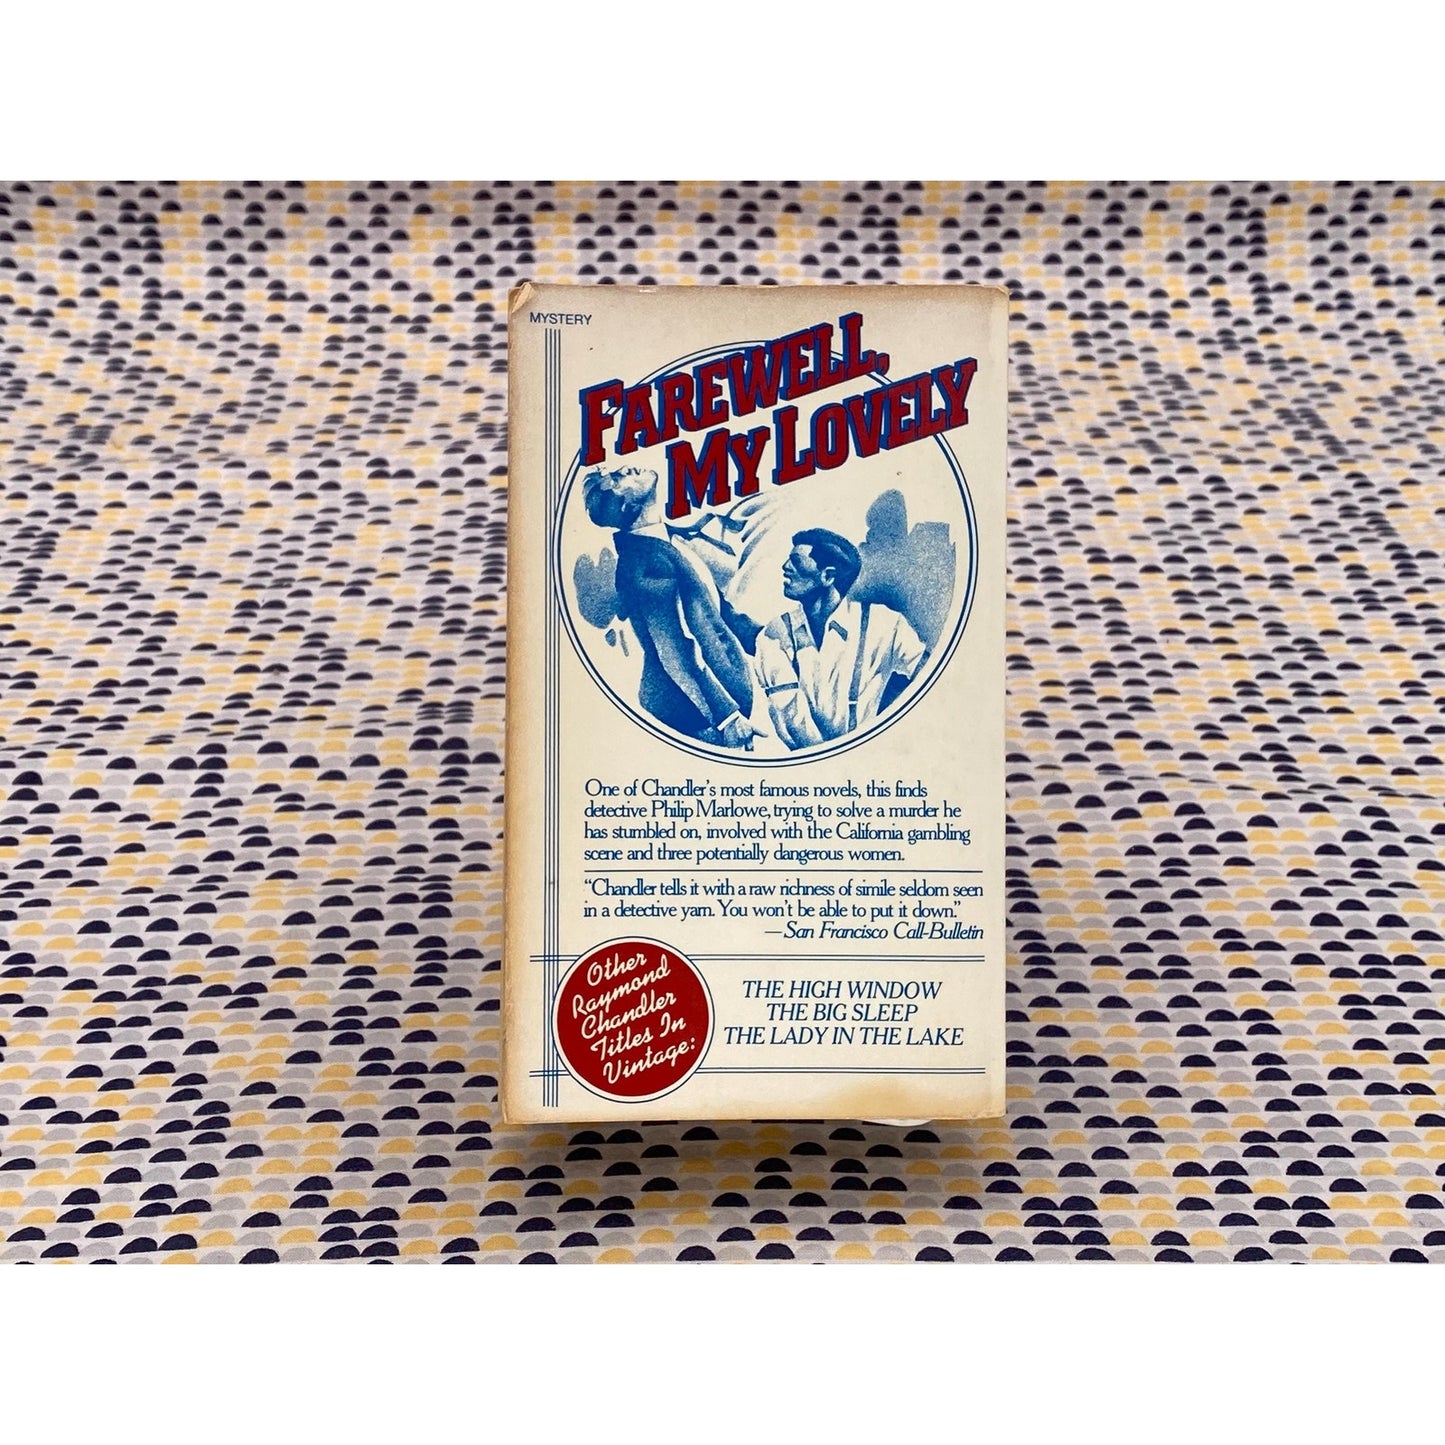 MYSTERY
FAREWELL,
MY LOVELY
One of Chandler's most famous novels, this finds
detective Philip Marlowe, trying to solve a murder he
has stumbled on, involved with the California gambling
scene and three potentially dangerous women.
"Chandler tells it with a raw richness of simile seldom seen
in a detective yarn. You won't be able to put it down."
—San Francisco Call-Bulletin
Other
Raymond
Chandler
Titles In
Vintage:
THE HIGH WINDOW
THE BIG SLEEP
THE LADY IN THE LAKE